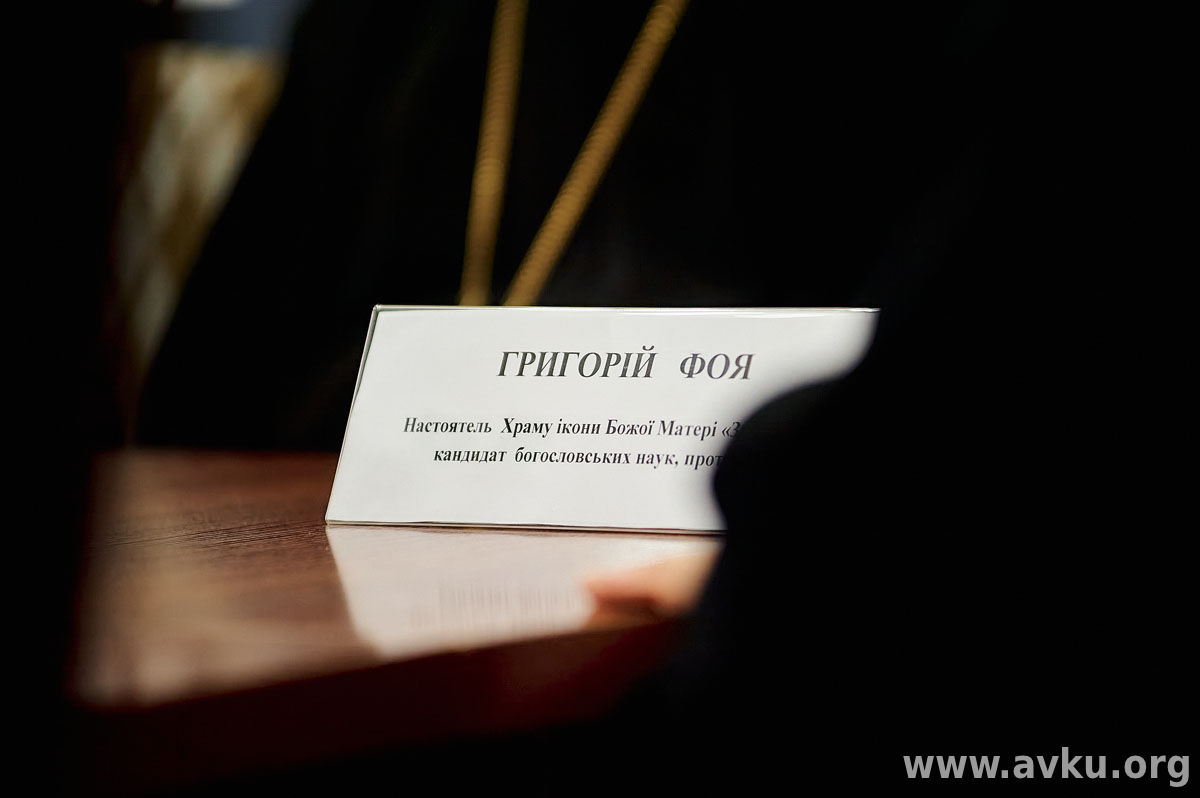 ГРИГОРІЙ ФОЯ
Настоятель Храму ікони Божої Матері
кандидат богословських наук,
www.avku.org